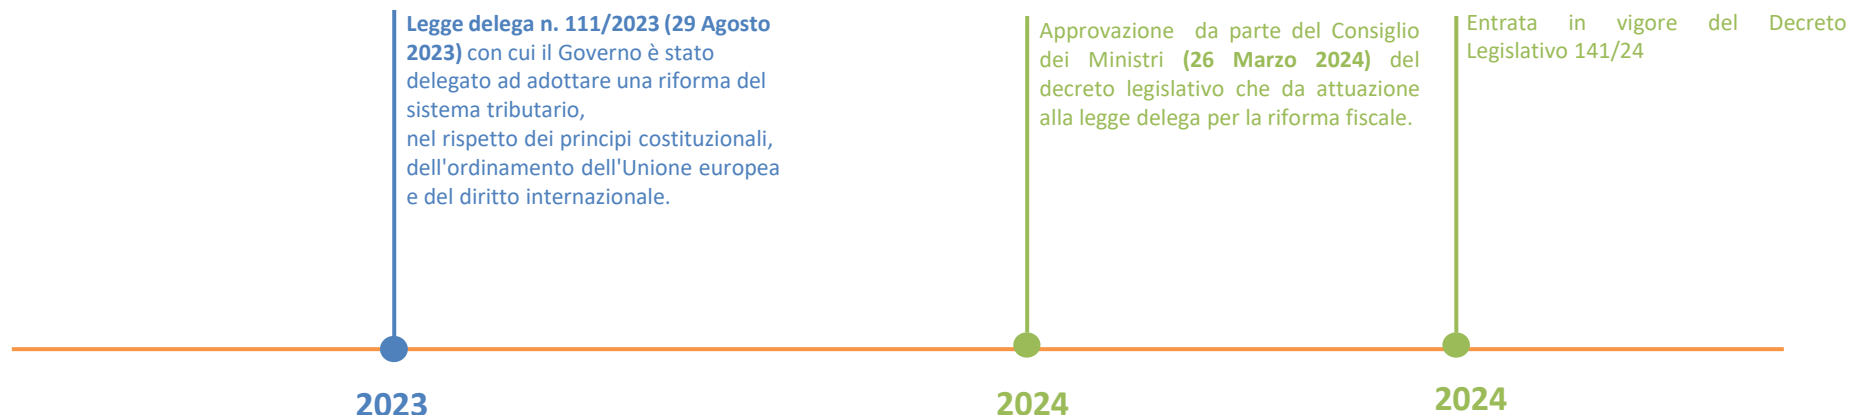 Legge delega n. 111/2023 (29 Agosto
2023) con cui il Governo è stato
delegato ad adottare una riforma del
sistema tributario,
nel rispetto dei principi costituzionali,
dell'ordinamento dell'Unione europea
e del diritto internazionale.
Approvazione da parte del Consiglio
dei Ministri (26 Marzo 2024) del
decreto legislativo che da attuazione
alla legge delega per la riforma fiscale.
Entrata in vigore del Decreto
Legislativo 141/24
2023
2024
2024